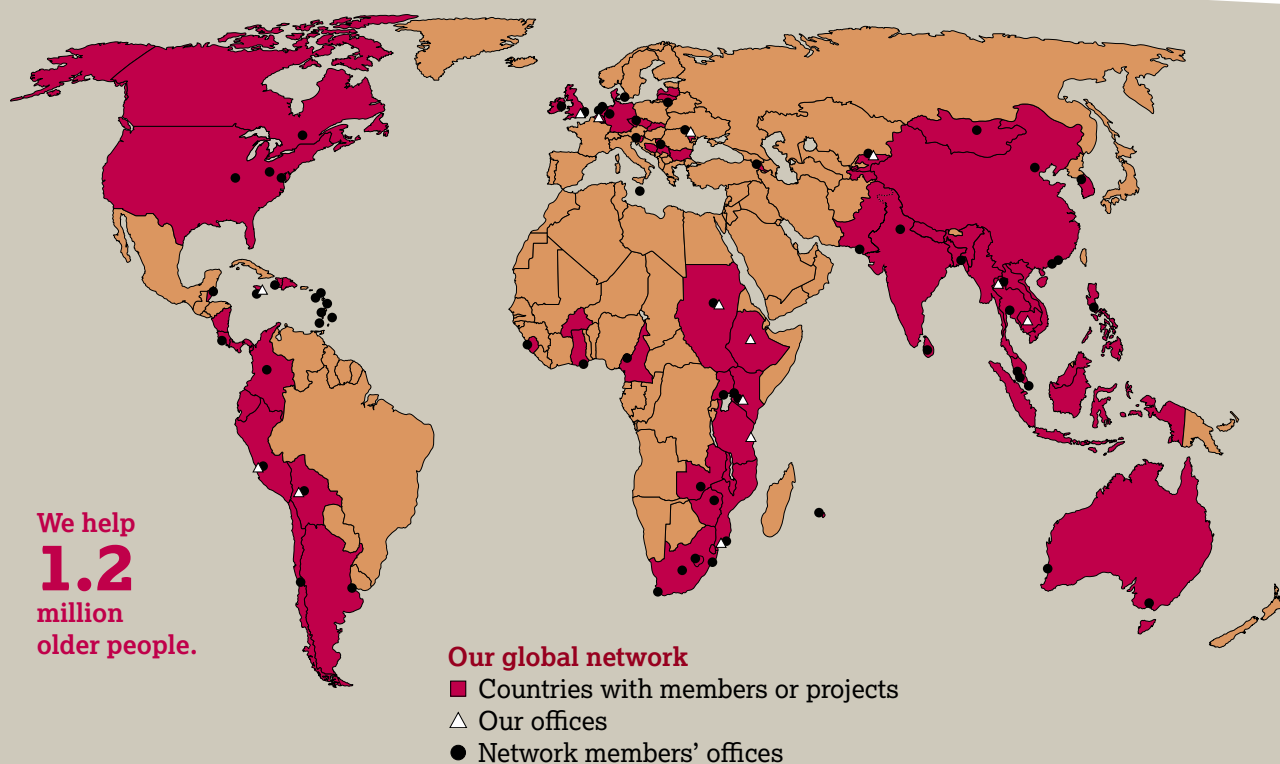 We help
1.2
million
older people.
Our global network
Countries with members or projects
Our offices
Network members’ offices